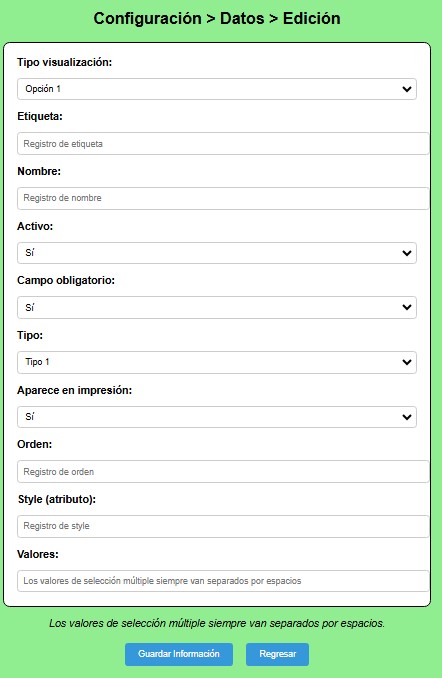 Configuración > Datos > Edición
Tipo visualización:
Opción 1
Etiqueta:
Registro de etiqueta
Nombre:
Registro de nombre
Activo:
Sí
Campo obligatorio:
Sí
Tipo:
Tipo 1
Aparece en impresión:
Sí
Orden:
Registro de orden
Style (atributo):
Registro de style
Valores:
Los valores de selección múltiple siempre van separados por espacios
Los valores de selección múltiple siempre van separados por espacios.
Guardar Información Regresar